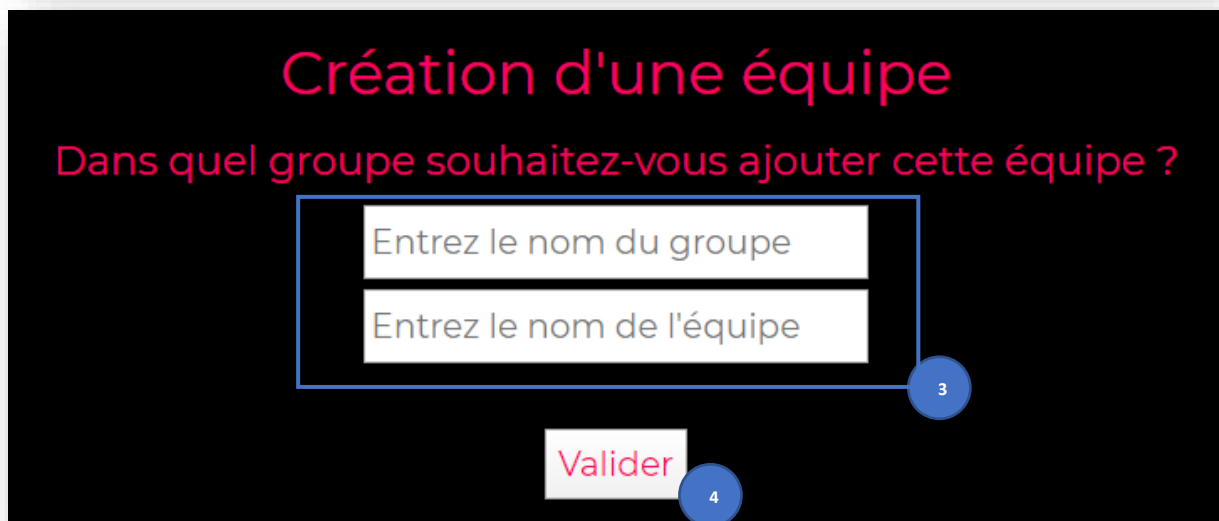 Création d'une équipe
Dans quel groupe souhaitez-vous ajouter cette équipe ?
Entrez le nom du groupe
Entrez le nom de l'équipe
3
Valider
4